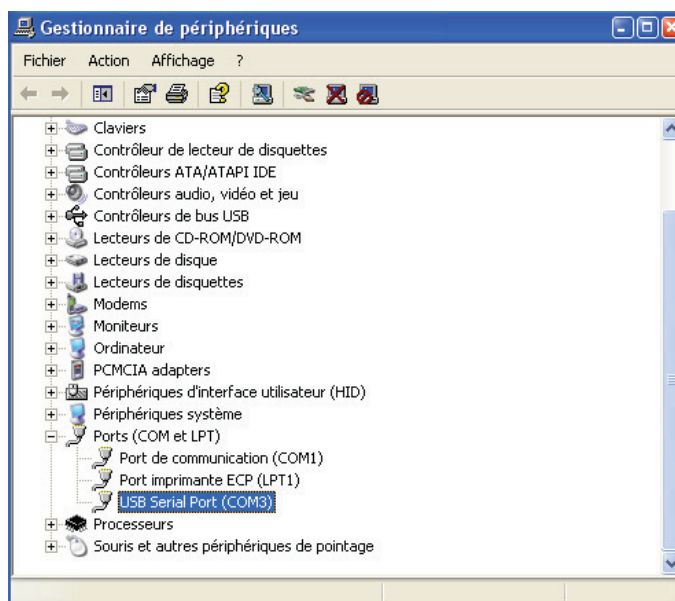 Gestionnaire de périphériques
Fichier Action Affichage ?
Claviers
Contrôleur de lecteur de disquettes
Contrôleurs ATA/ATAPI IDE
Contrôleurs audio, vidéo et jeu
Contrôleurs de bus USB
Lecteurs de CD-ROM/DVD-ROM
Lecteurs de disque
Lecteurs de disquettes
Modems
Moniteurs
Ordinateur
PCMCIA adapters
Périphériques d'interface utilisateur (HID)
Périphériques système
Ports (COM et LPT)
Port de communication (COM1)
Port imprimante ECP (LPT1)
USB Serial Port (COM3)
Processeurs
Souris et autres périphériques de pointage